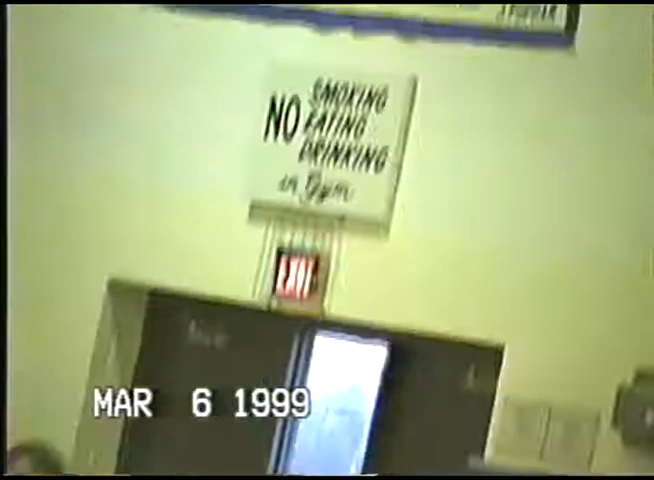 NO SMOKING
EATING
DRINKING
in Gym
EXIT
MAR 6 1999